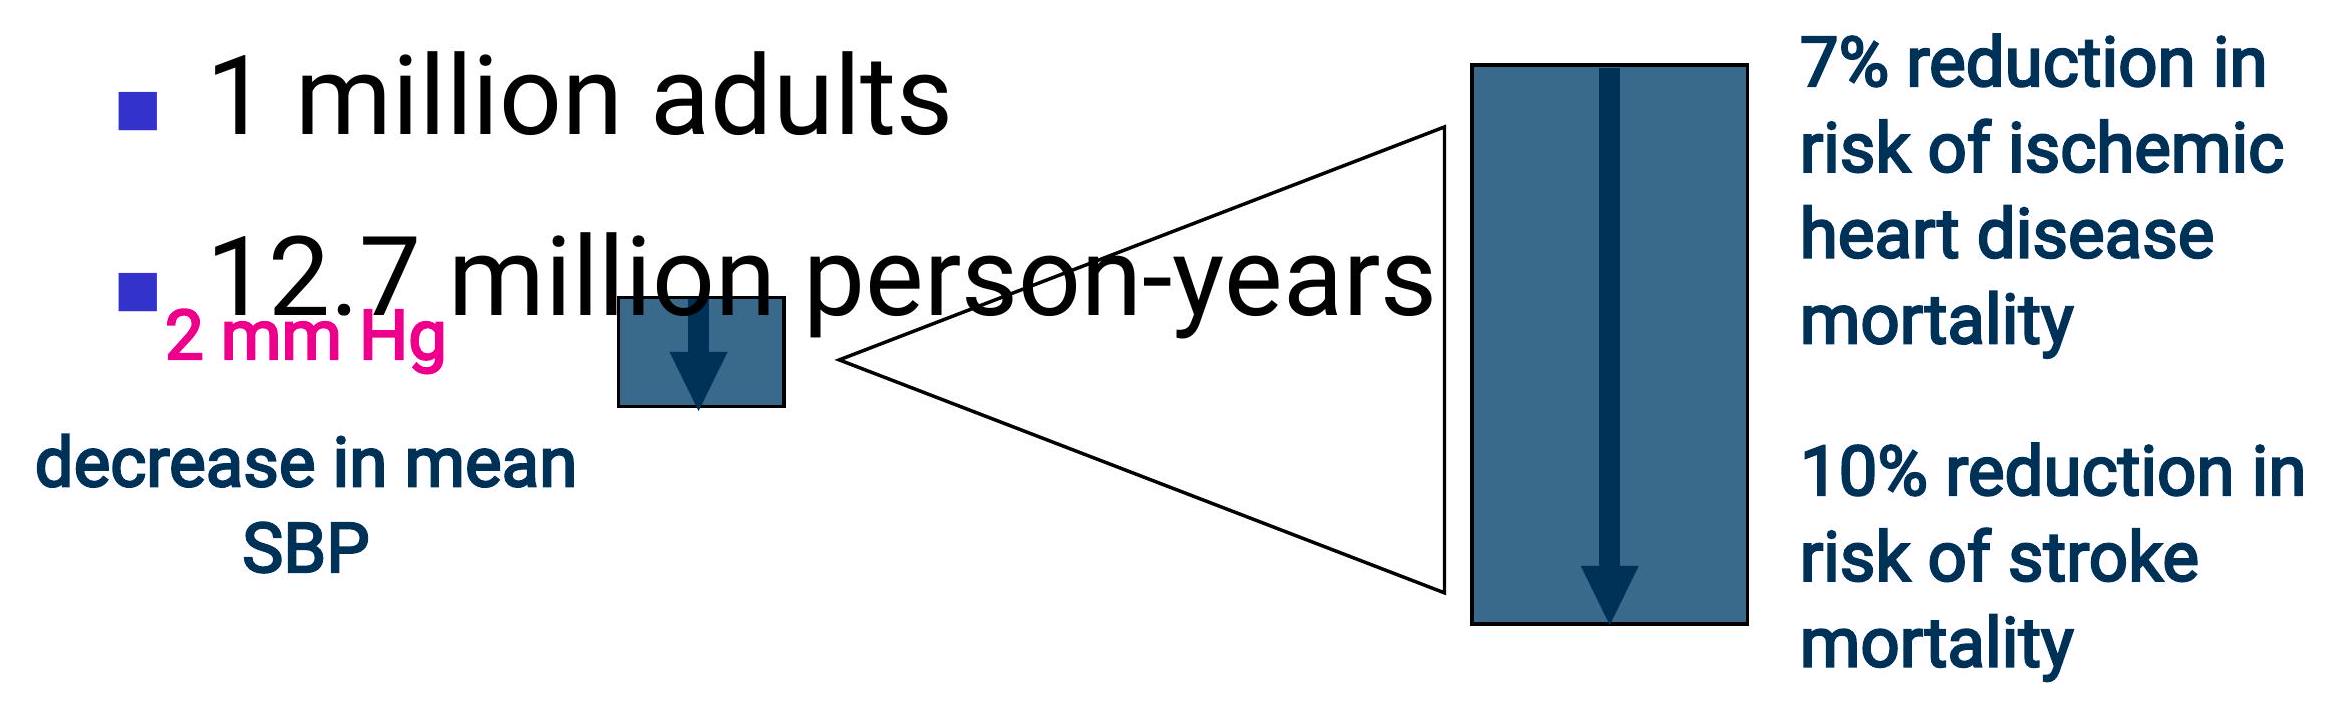 1 million adults
12.7 million person-years
2 mm Hg
decrease in mean
SBP
7% reduction in
risk of ischemic
heart disease
mortality
10% reduction in
risk of stroke
mortality